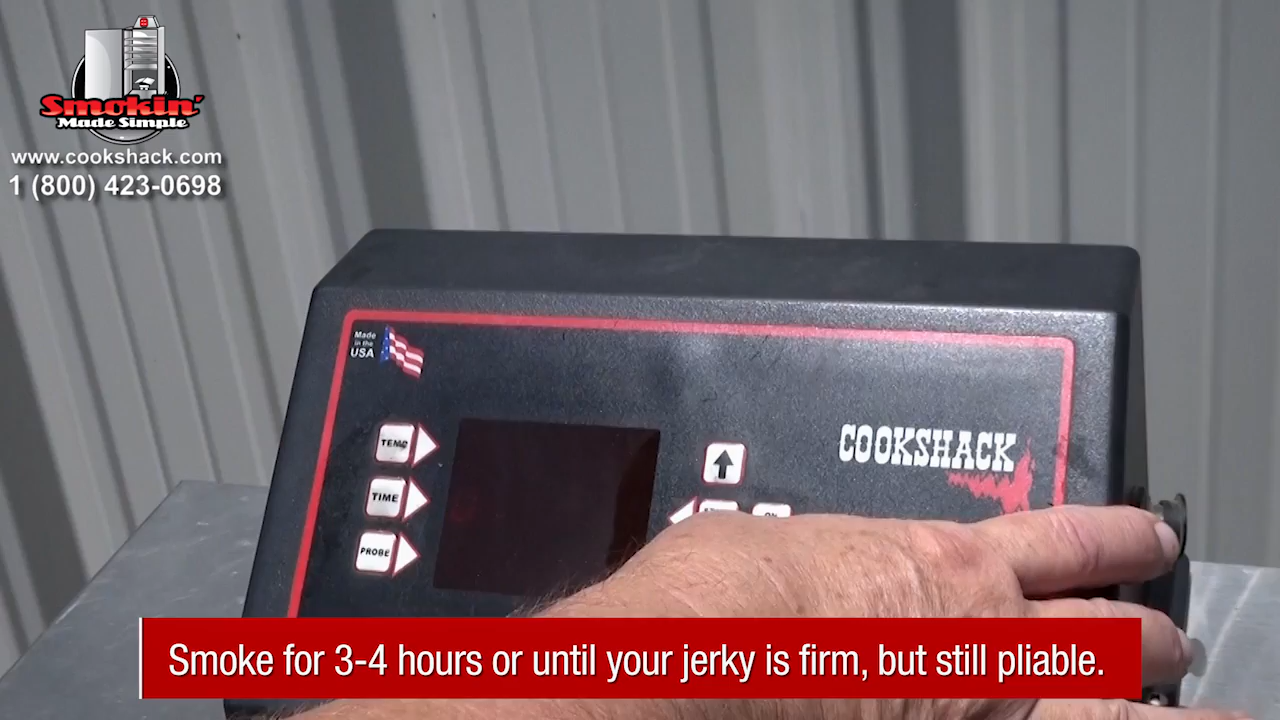 Smokin'
Made Simple
www.cookshack.com
1 (800) 423-0698
Made
in the
USA
TEMP
TIME
PROBE
COOKSHACK
Smoke for 3-4 hours or until your jerky is firm, but still pliable.